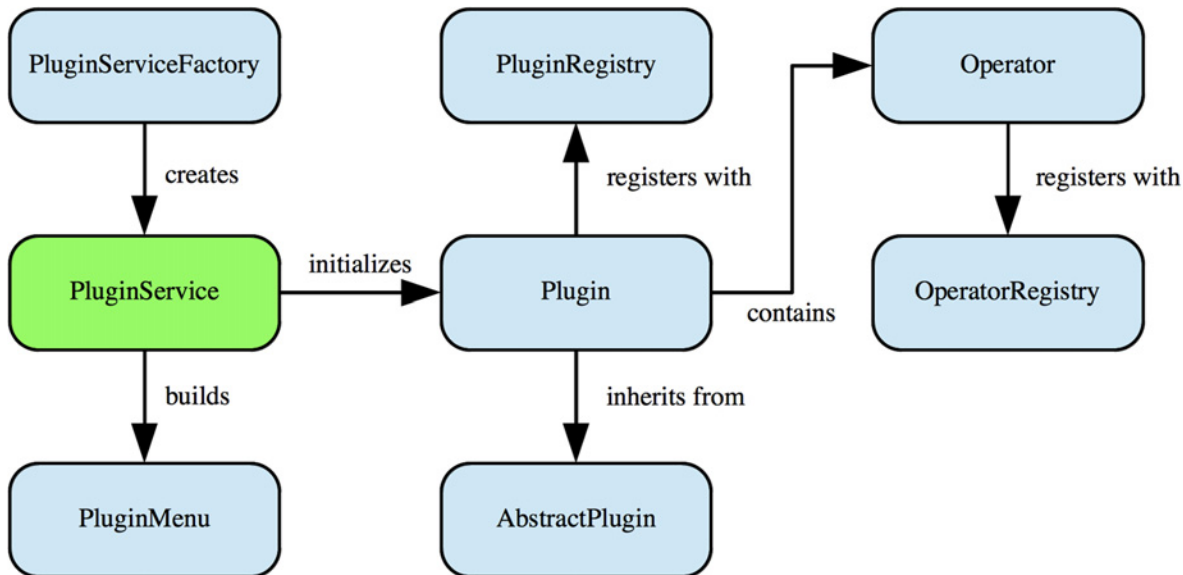 PluginServiceFactory
PluginRegistry
Operator
creates
registers with
registers with
PluginService
initializes
Plugin
contains
OperatorRegistry
builds
inherits from
PluginMenu
AbstractPlugin